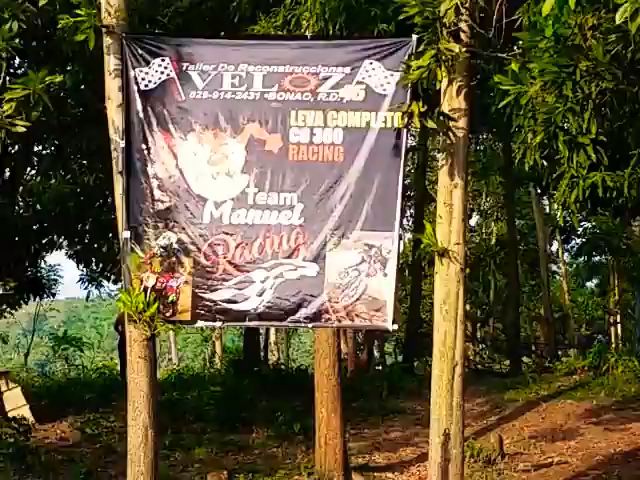 Taller De Reconstrucciones
VELOZ
829-914-2431 •BONAO, R.D.
LEVA COMPLETO
CG 300
RACING
Team
Manuel
Racing